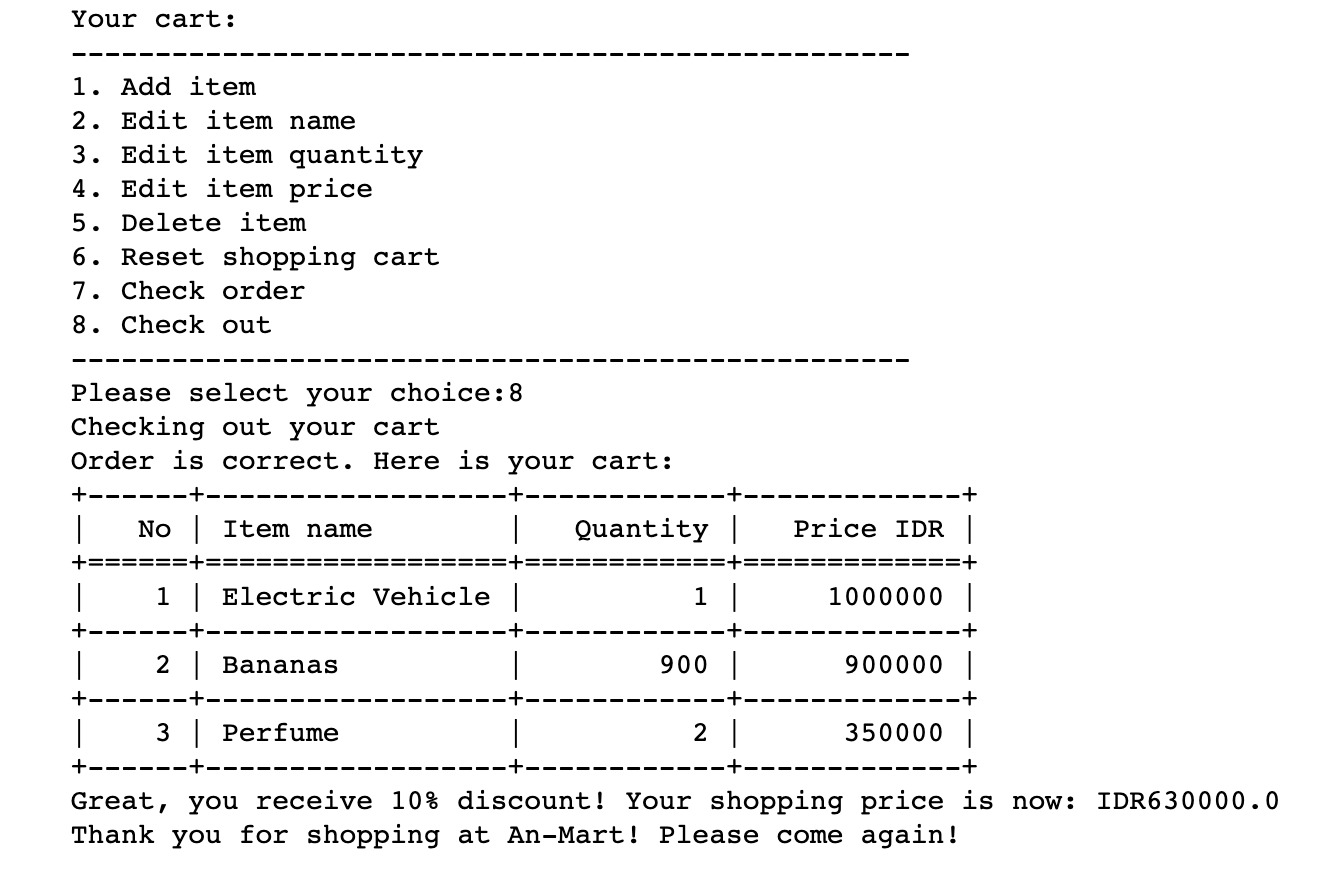 Your cart:
--------------------------------------------------
1. Add item
2. Edit item name
3. Edit item quantity
4. Edit item price
5. Delete item
6. Reset shopping cart
7. Check order
8. Check out
--------------------------------------------------
Please select your choice:8
Checking out your cart
Order is correct. Here is your cart:
+------+------------------+------------+-------------+
|   No | Item name        |   Quantity |   Price IDR |
+======+==================+============+=============+
|    1 | Electric Vehicle |          1 |     1000000 |
+------+------------------+------------+-------------+
|    2 | Bananas          |        900 |      900000 |
+------+------------------+------------+-------------+
|    3 | Perfume          |          2 |      350000 |
+------+------------------+------------+-------------+
Great, you receive 10% discount! Your shopping price is now: IDR630000.0
Thank you for shopping at An-Mart! Please come again!